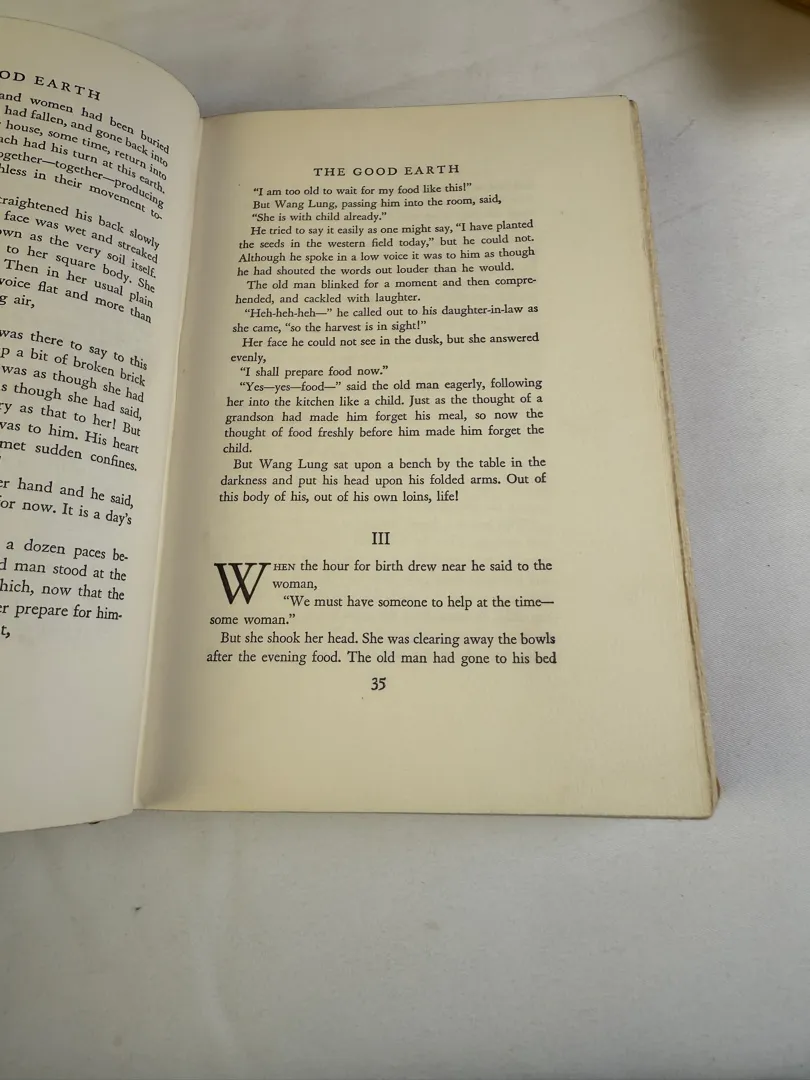 OD EARTH
and women had been buried
had fallen, and gone back into
house, some time, return into
ach had his turn at this earth.
ogether—together—producing
hless in their movement to-
raightened his back slowly
face was wet and streaked
wn as the very soil itself.
to her square body. She
Then in her usual plain
voice flat and more than
g air,
was there to say to this
p a bit of broken brick
was as though she had
s though she had said,
ry as that to her! But
was to him. His heart
met sudden confines.
er hand and he said,
or now. It is a day's
a dozen paces be-
d man stood at the
hich, now that the
er prepare for him-
t,
THE GOOD EARTH
"I am too old to wait for my food like this!"
But Wang Lung, passing him into the room, said,
"She is with child already."
He tried to say it easily as one might say, "I have planted
the seeds in the western field today," but he could not.
Although he spoke in a low voice it was to him as though
he had shouted the words out louder than he would.
The old man blinked for a moment and then compre-
hended, and cackled with laughter.
"Heh-heh-heh—" he called out to his daughter-in-law as
she came, "so the harvest is in sight!"
Her face he could not see in the dusk, but she answered
evenly,
"I shall prepare food now."
"Yes—yes—food—" said the old man eagerly, following
her into the kitchen like a child. Just as the thought of a
grandson had made him forget his meal, so now the
thought of food freshly before him made him forget the
child.
But Wang Lung sat upon a bench by the table in the
darkness and put his head upon his folded arms. Out of
this body of his, out of his own loins, life!
III
WHEN the hour for birth drew near he said to the
woman,
"We must have someone to help at the time—
some woman."
But she shook her head. She was clearing away the bowls
after the evening food. The old man had gone to his bed
35